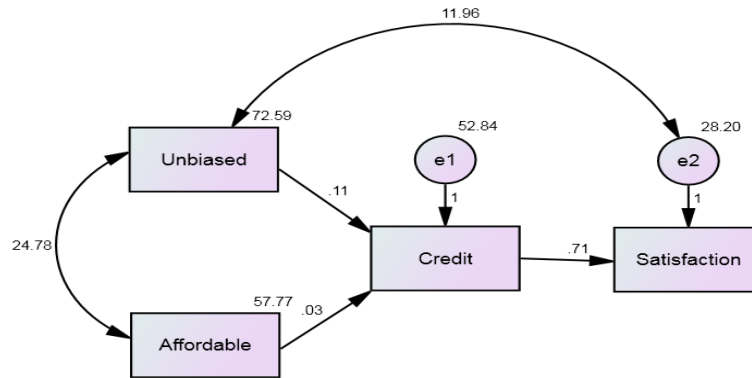 11.96
72.59
52.84
28.20
Unbiased
e1
e2
.11
1
1
24.78
Credit
.71
Satisfaction
57.77
.03
Affordable